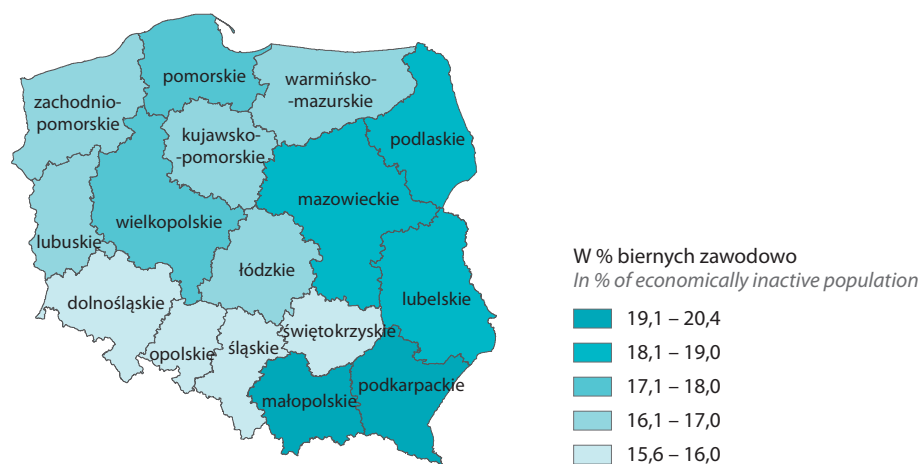 pomorskie
warmińsko-
-mazurskie
zachodnio-
pomorskie
kujawsko-
-pomorskie
podlaskie
mazowieckie
wielkopolskie
lubuskie
łódzkie
lubelskie
dolnośląskie
świętokrzyskie
opolskie
śląskie
podkarpackie
małopolskie
W % biernych zawodowo
In % of economically inactive population
19,1 – 20,4
18,1 – 19,0
17,1 – 18,0
16,1 – 17,0
15,6 – 16,0